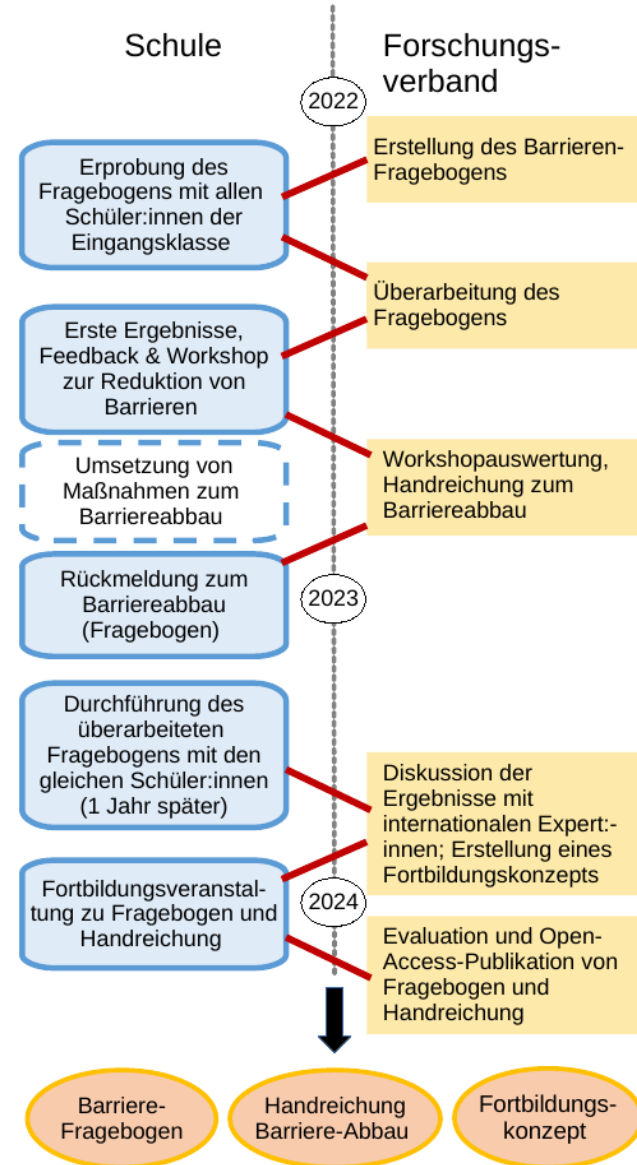 Schule
Forschungs-
verband
2022
Erstellung des Barrieren-
Fragebogens
Erprobung des
Fragebogens mit allen
Schüler:innen der
Eingangsklasse
Überarbeitung des
Fragebogens
Erste Ergebnisse,
Feedback & Workshop
zur Reduktion von
Barrieren
Workshopauswertung,
Handreichung zum
Barriereabbau
Umsetzung von
Maßnahmen zum
Barriereabbau
Rückmeldung zum
Barriereabbau
(Fragebogen)
2023
Durchführung des
überarbeiteten
Fragebogens mit den
gleichen Schüler:innen
(1 Jahr später)
Diskussion der
Ergebnisse mit
internationalen Expert:-
innen; Erstellung eines
Fortbildungskonzepts
Fortbildungsveranstal-
tung zu Fragebogen und
Handreichung
2024
Evaluation und Open-
Access-Publikation von
Fragebogen und
Handreichung
Barriere-
Fragebogen
Handreichung
Barriere-Abbau
Fortbildungs-
konzept